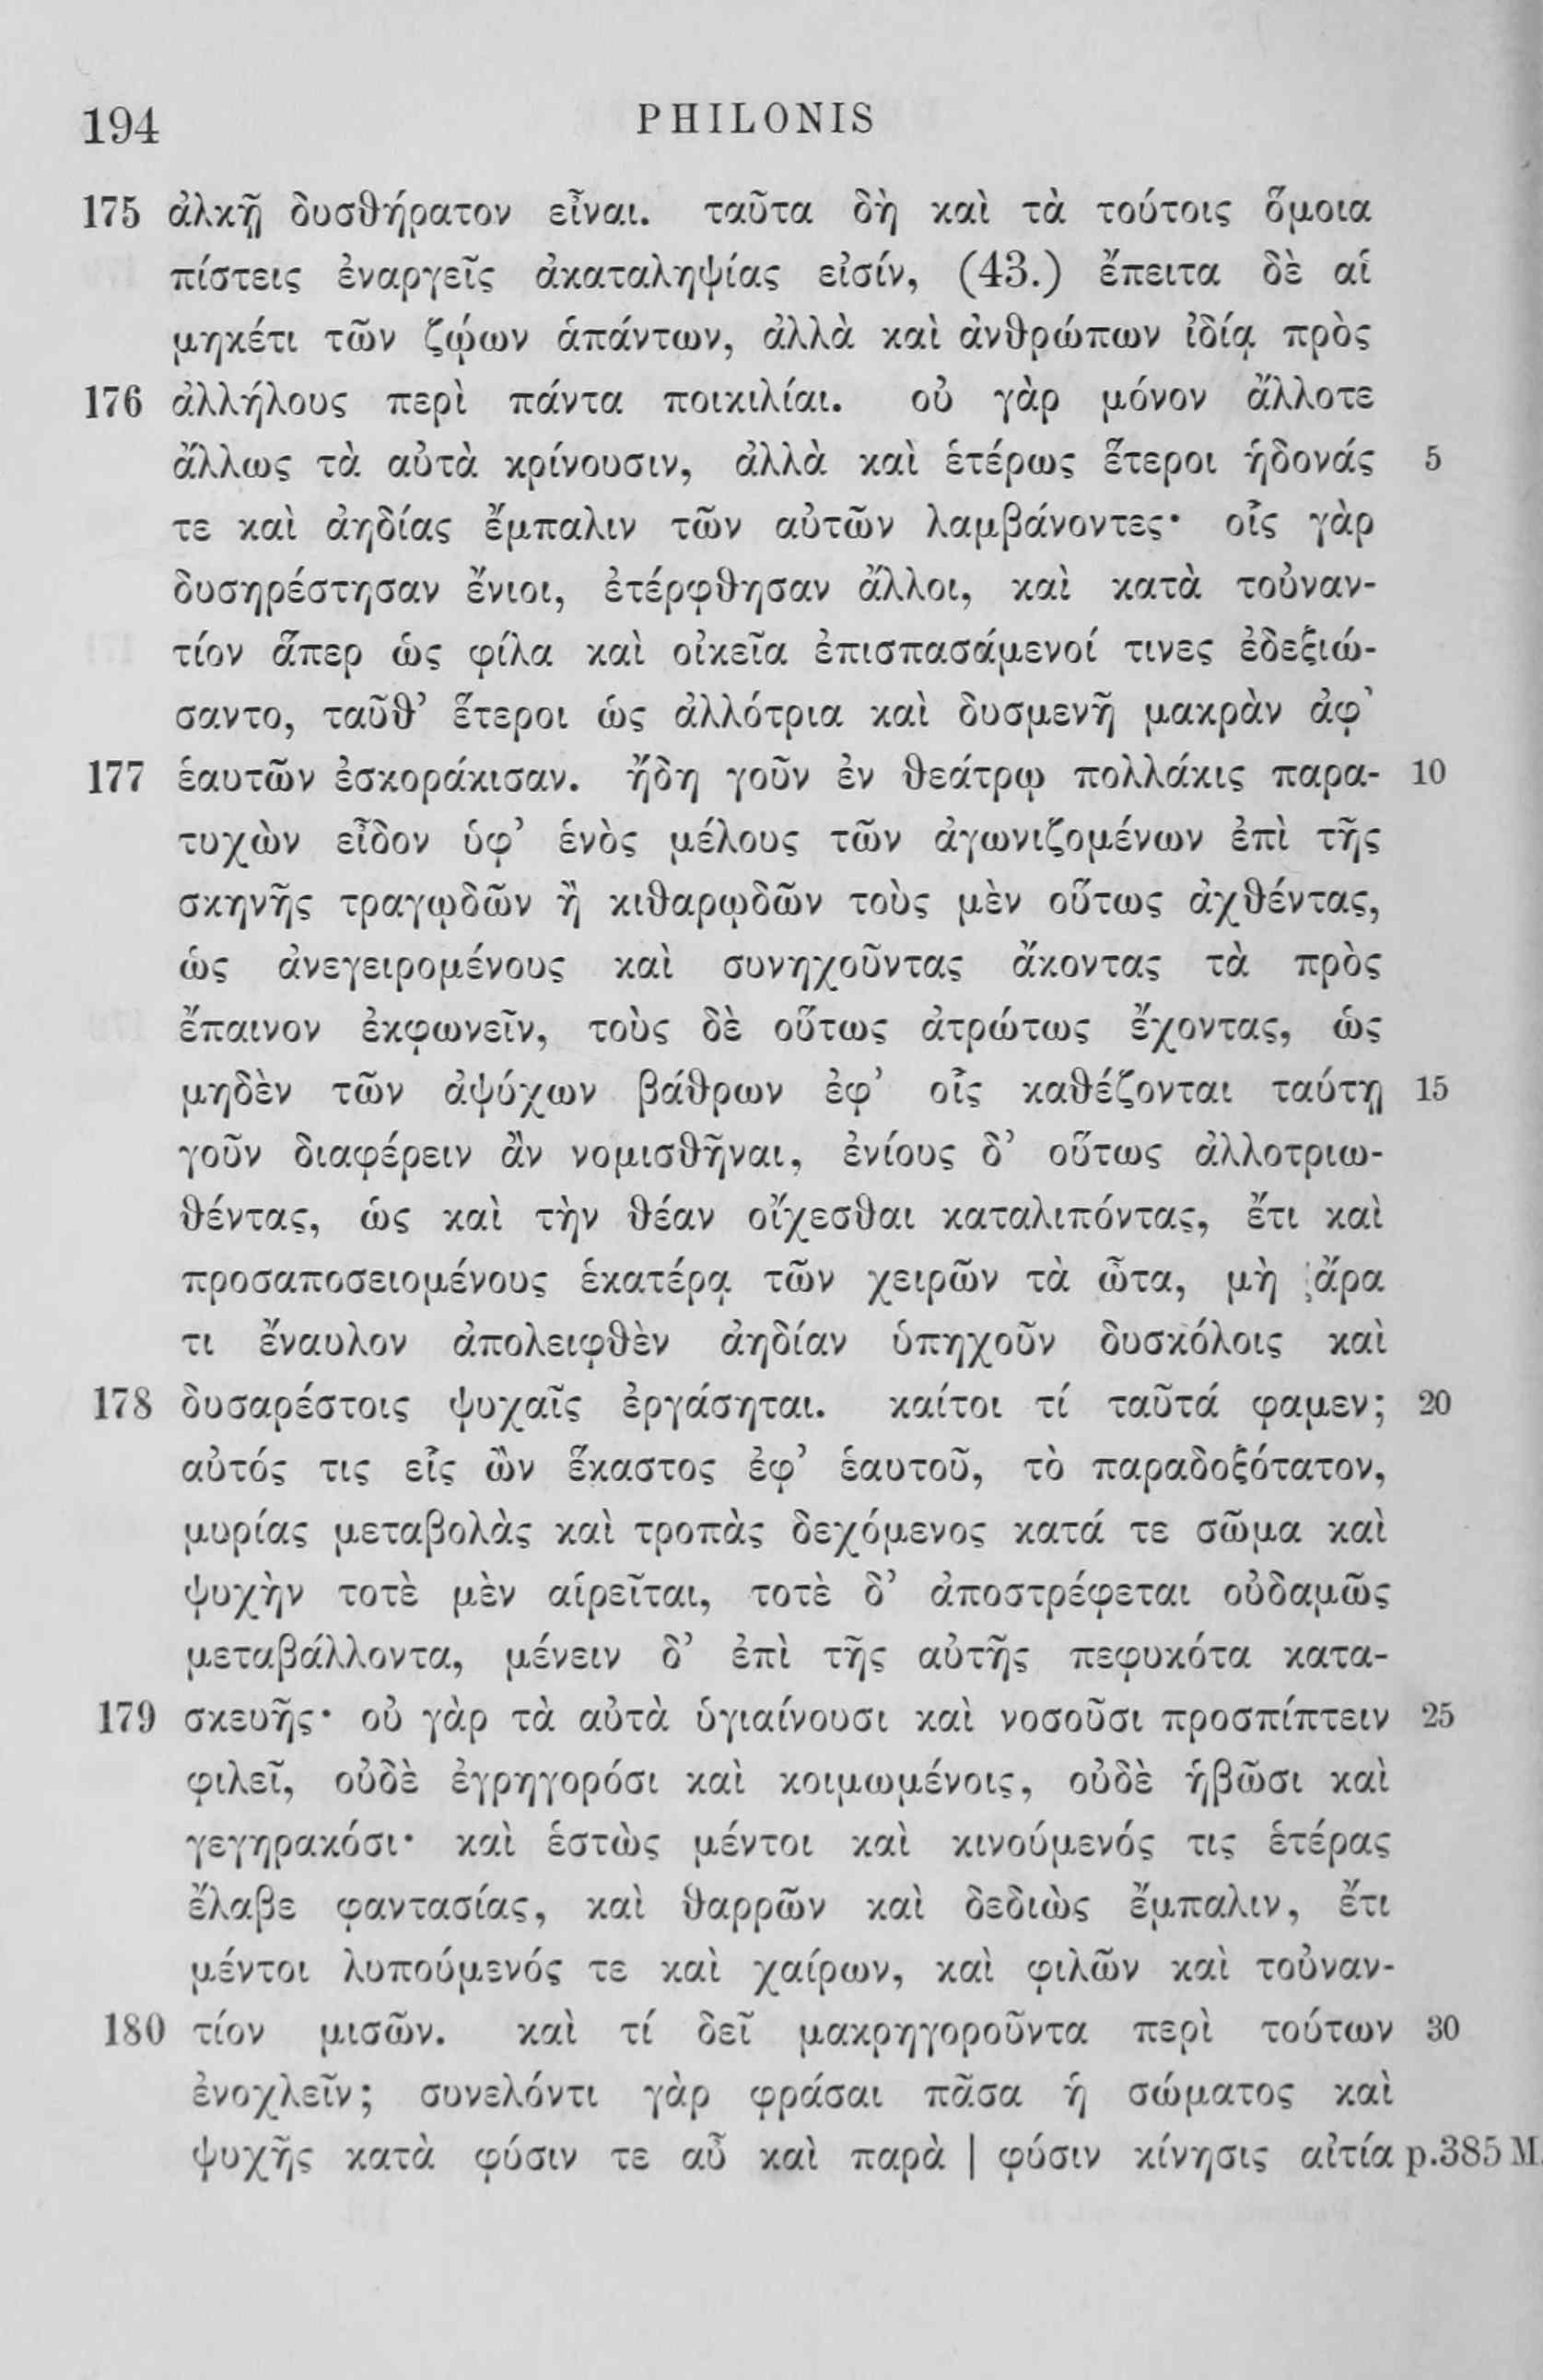 194 PHILONIS
175 ἀλκῇ δυσθήρατον εἶναι. ταῦτα δὴ καὶ τὰ τούτοις ὅμοια
πίστεις ἐναργεῖς ἀκαταληψίας εἰσίν, (43.) ἔπειτα δὲ αἱ
μηκέτι τῶν ζῴων ἁπάντων, ἀλλὰ καὶ ἀνθρώπων ἰδίᾳ πρὸς
176 ἀλλήλους περὶ πάντα ποικιλίαι. οὐ γὰρ μόνον ἄλλοτε
ἄλλως τὰ αὐτὰ κρίνουσιν, ἀλλὰ καὶ ἑτέρως ἕτεροι ἡδονάς 5
τε καὶ ἀηδίας ἔμπαλιν τῶν αὐτῶν λαμβάνοντες· οἷς γὰρ
δυσηρέστησαν ἔνιοι, ἐτέρφθησαν ἄλλοι, καὶ κατὰ τοὐναν-
τίον ἅπερ ὡς φίλα καὶ οἰκεῖα ἐπισπασάμενοί τινες ἐδεξιώ-
σαντο, ταῦθ’ ἕτεροι ὡς ἀλλότρια καὶ δυσμενῆ μακρὰν ἀφ’
177 ἑαυτῶν ἐσκοράκισαν. ἤδη γοῦν ἐν θεάτρῳ πολλάκις παρα- 10
τυχὼν εἶδον ὑφ’ ἑνὸς μέλους τῶν ἀγωνιζομένων ἐπὶ τῆς
σκηνῆς τραγῳδῶν ἢ κιθαρῳδῶν τοὺς μὲν οὕτως ἀχθέντας,
ὡς ἀνεγειρομένους καὶ συνηχοῦντας ἄκοντας τὰ πρὸς
ἔπαινον ἐκφωνεῖν, τοὺς δὲ οὕτως ἀτρώτως ἔχοντας, ὡς
μηδὲν τῶν ἀψύχων βάθρων ἐφ’ οἷς καθέζονται ταύτῃ 15
γοῦν διαφέρειν ἂν νομισθῆναι, ἐνίους δ’ οὕτως ἀλλοτριω-
θέντας, ὡς καὶ τὴν θέαν οἴχεσθαι καταλιπόντας, ἔτι καὶ
προσαποσειομένους ἑκατέρᾳ τῶν χειρῶν τὰ ὦτα, μὴ ἄρα
τι ἔναυλον ἀπολειφθὲν ἀηδίαν ὑπηχοῦν δυσκόλοις καὶ
178 δυσαρέστοις ψυχαῖς ἐργάσηται. καίτοι τί ταῦτά φαμεν; 20
αὐτός τις εἷς ὢν ἕκαστος ἐφ’ ἑαυτοῦ, τὸ παραδοξότατον,
μυρίας μεταβολὰς καὶ τροπὰς δεχόμενος κατά τε σῶμα καὶ
ψυχὴν τοτὲ μὲν αἱρεῖται, τοτὲ δ’ ἀποστρέφεται οὐδαμῶς
μεταβάλλοντα, μένειν δ’ ἐπὶ τῆς αὐτῆς πεφυκότα κατα-
179 σκευῆς· οὐ γὰρ τὰ αὐτὰ ὑγιαίνουσι καὶ νοσοῦσι προσπίπτειν 25
φιλεῖ, οὐδὲ ἐγρηγορόσι καὶ κοιμωμένοις, οὐδὲ ἡβῶσι καὶ
γεγηρακόσι· καὶ ἑστὼς μέντοι καὶ κινούμενός τις ἑτέρας
ἔλαβε φαντασίας, καὶ θαρρῶν καὶ δεδιὼς ἔμπαλιν, ἔτι
μέντοι λυπούμενός τε καὶ χαίρων, καὶ φιλῶν καὶ τοὐναν-
180 τίον μισῶν. καὶ τί δεῖ μακρηγοροῦντα περὶ τούτων 30
ἐνοχλεῖν; συνελόντι γὰρ φράσαι πᾶσα ἡ σώματος καὶ
ψυχῆς κατὰ φύσιν τε αὖ καὶ παρὰ | φύσιν κίνησις αἰτία p.385 M.